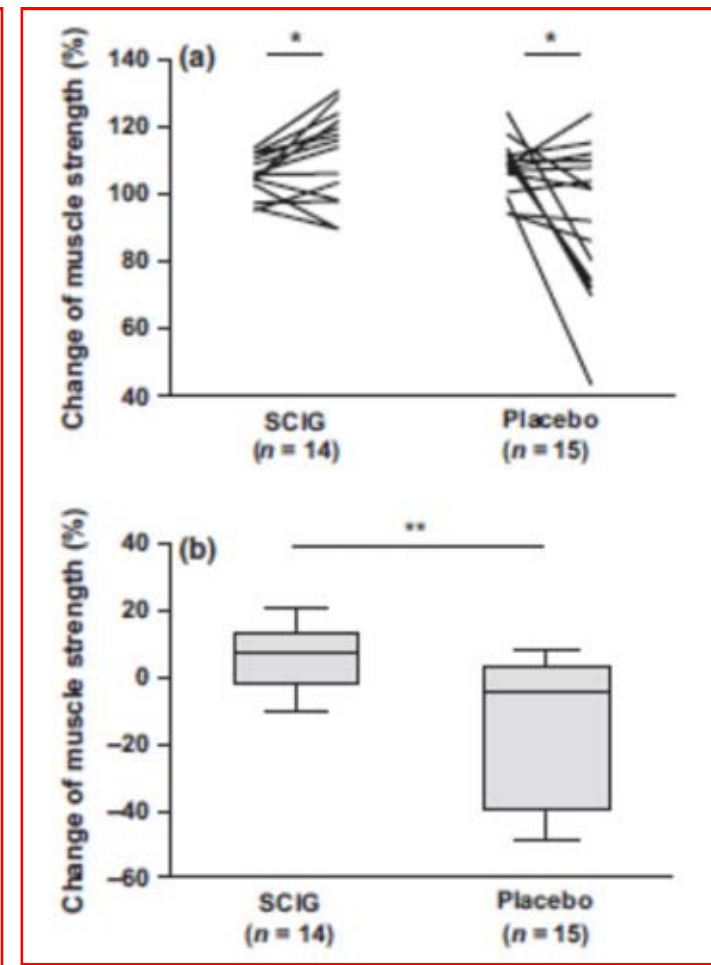 Change of muscle strength (%)
(a)
*
*
140
120
100
80
60
40
SCIG
(n = 14)
Placebo
(n = 15)
Change of muscle strength (%)
(b)
**
40
20
0
–20
–40
–60
SCIG
(n = 14)
Placebo
(n = 15)